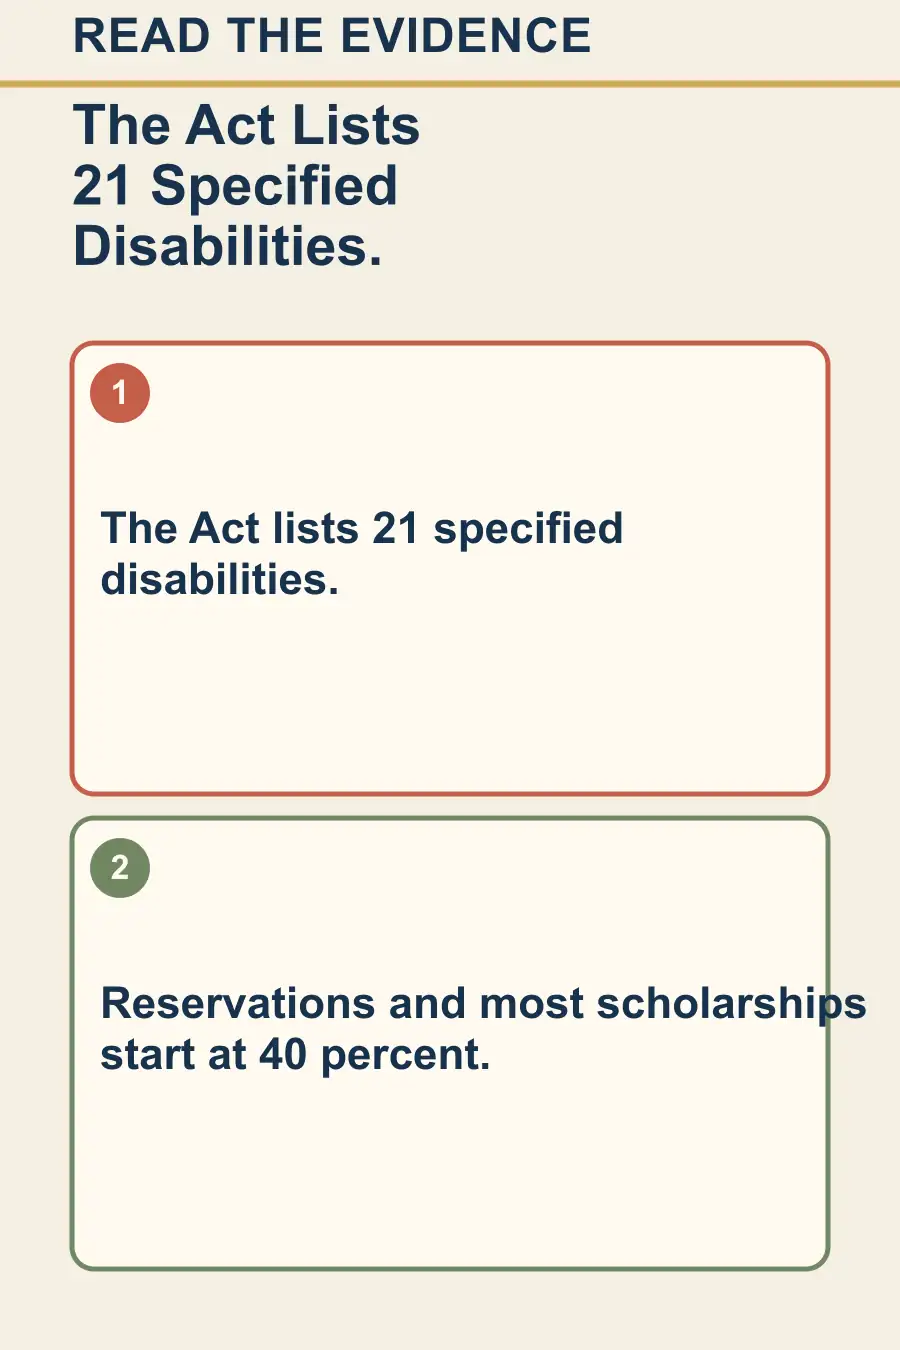 READ THE EVIDENCE
The Act Lists
21 Specified
Disabilities.
1
The Act lists 21 specified
disabilities.
2
Reservations and most scholarships
start at 40 percent.